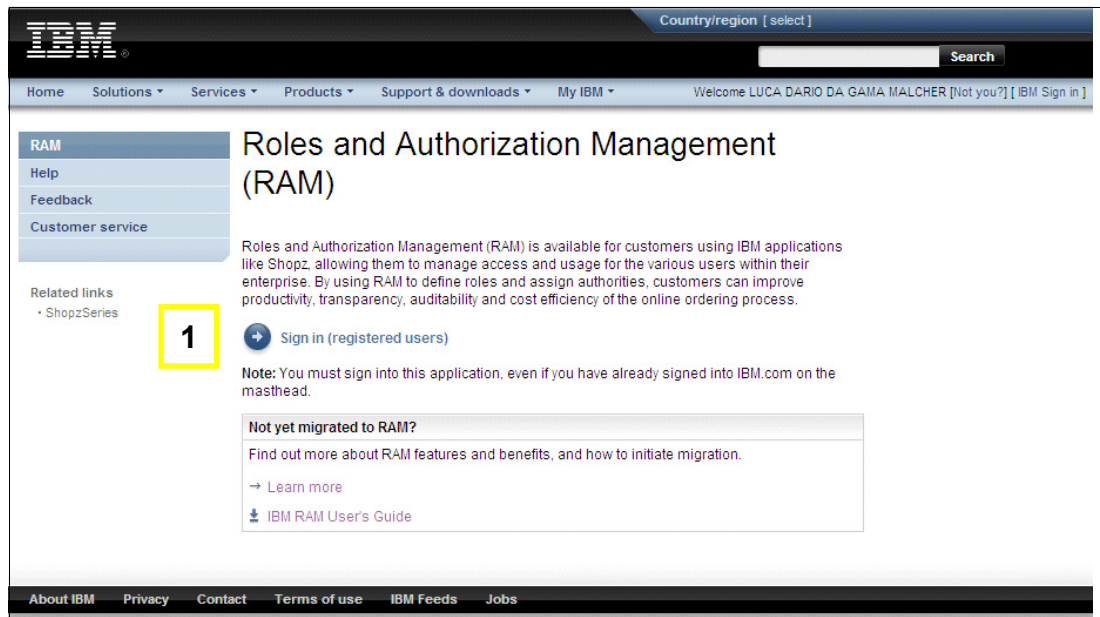 Country/region [ select ]
IBM ®
Search
Home Solutions Services Products Support & downloads My IBM Welcome LUCA DARIO DA GAMA MALCHER [Not you?] [ IBM Sign in ]
RAM
Help
Feedback
Customer service
Related links
• ShopzSeries
Roles and Authorization Management
(RAM)
Roles and Authorization Management (RAM) is available for customers using IBM applications
like Shopz, allowing them to manage access and usage for the various users within their
enterprise. By using RAM to define roles and assign authorities, customers can improve
productivity, transparency, auditability and cost efficiency of the online ordering process.
1
Sign in (registered users)
Note: You must sign into this application, even if you have already signed into IBM.com on the
masthead.
Not yet migrated to RAM?
Find out more about RAM features and benefits, and how to initiate migration.
→ Learn more
IBM RAM User's Guide
About IBM Privacy Contact Terms of use IBM Feeds Jobs